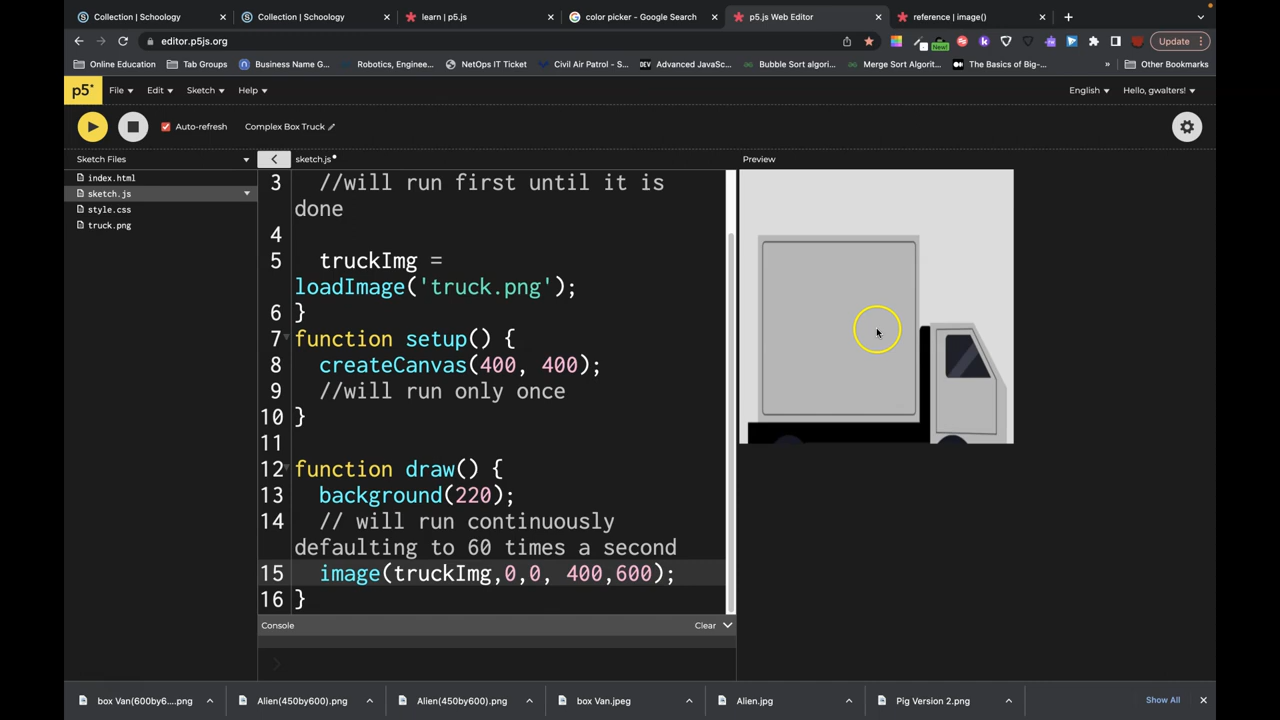 Collection | Schoology
Collection | Schoology
learn | p5.js
color picker - Google Search
p5.js Web Editor
reference | image()
editor.p5js.org
New!
Update
Online Education
Tab Groups
Business Name G...
Robotics, Enginee...
NetOps IT Ticket
Civil Air Patrol - S...
DEV Advanced JavaSc...
Bubble Sort algori...
Merge Sort Algorit...
The Basics of Big-...
»
Other Bookmarks
p5*
File
Edit
Sketch
Help
English
Hello, gwalters!
Auto-refresh
Complex Box Truck
Sketch Files
sketch.js
Preview
index.html
sketch.js
style.css
truck.png
3 //will run first until it is
done
4
5 truckImg =
loadImage('truck.png');
6 }
7 function setup() {
8 createCanvas(400, 400);
9 //will run only once
10 }
11
12 function draw() {
13 background(220);
14 // will run continuously
defaulting to 60 times a second
15 image(truckImg,0,0, 400,600);
16 }
Console
Clear
box Van(600by6....png
Alien(450by600).png
Alien(450by600).png
box Van.jpeg
Alien.jpg
Pig Version 2.png
Show All